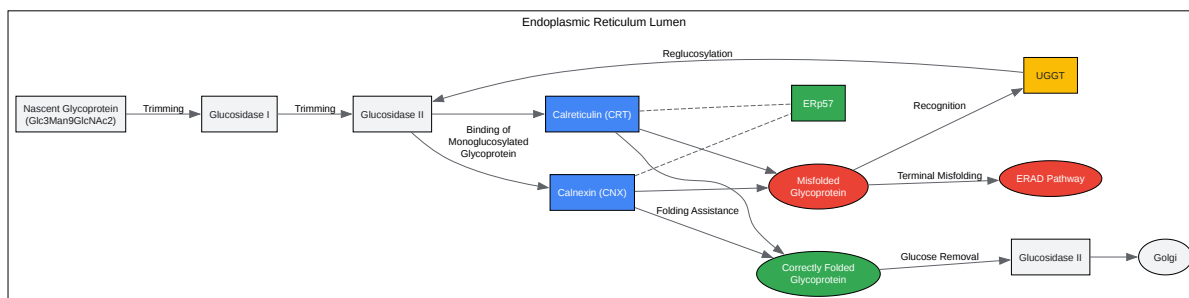 Endoplasmic Reticulum Lumen
Reglucosylation
UGGT
Nascent Glycoprotein
(Glc3Man9GlcNAc2)
Trimming
Glucosidase I
Trimming
Glucosidase II
Calreticulin (CRT)
ERp57
Recognition
Binding of
Monoglucosylated
Glycoprotein
Calnexin (CNX)
Misfolded
Glycoprotein
Terminal Misfolding
ERAD Pathway
Folding Assistance
Correctly Folded
Glycoprotein
Glucose Removal
Glucosidase II
Golgi